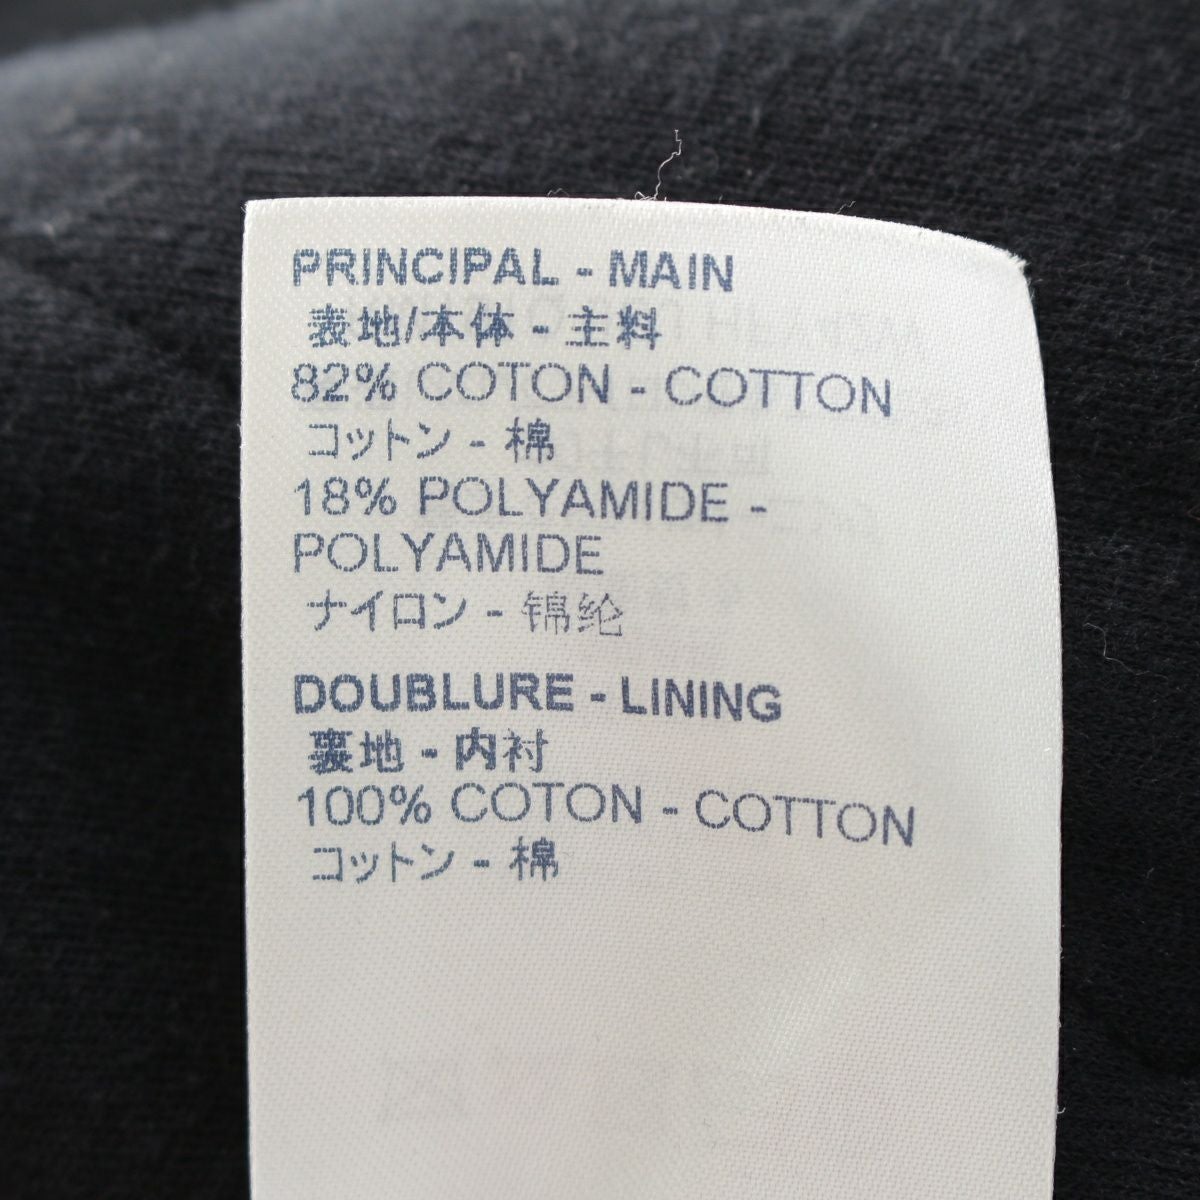 PRINCIPAL - MAIN
表地/本体 - 主料
82% COTON - COTTON
コットン - 棉
18% POLYAMIDE -
POLYAMIDE
ナイロン - 锦纶
DOUBLURE - LINING
裏地 - 内衬
100% COTON - COTTON
コットン - 棉